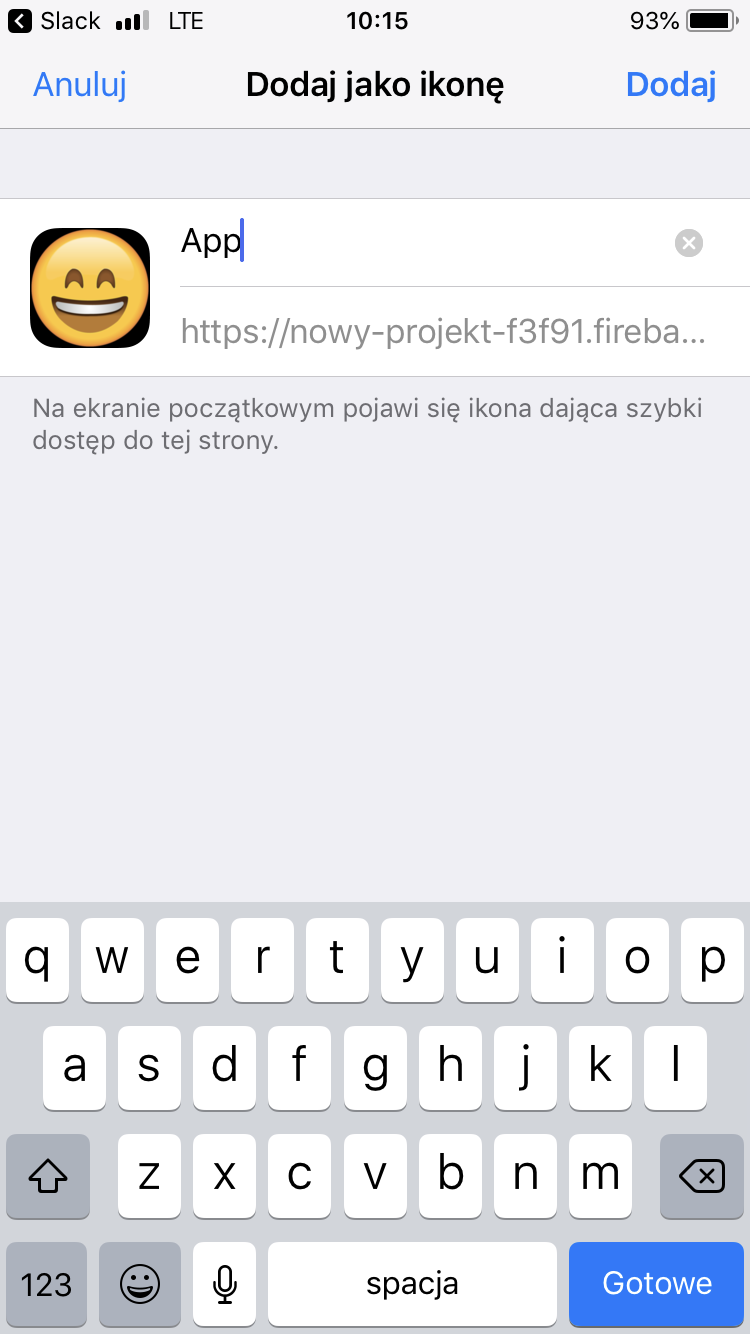 Slack LTE 10:15 93%
Anuluj Dodaj jako ikonę Dodaj
App
https://nowy-projekt-f3f91.fireba...
Na ekranie początkowym pojawi się ikona dająca szybki
dostęp do tej strony.
q w e r t y u i o p
a s d f g h j k l
z x c v b n m
123 spacja Gotowe